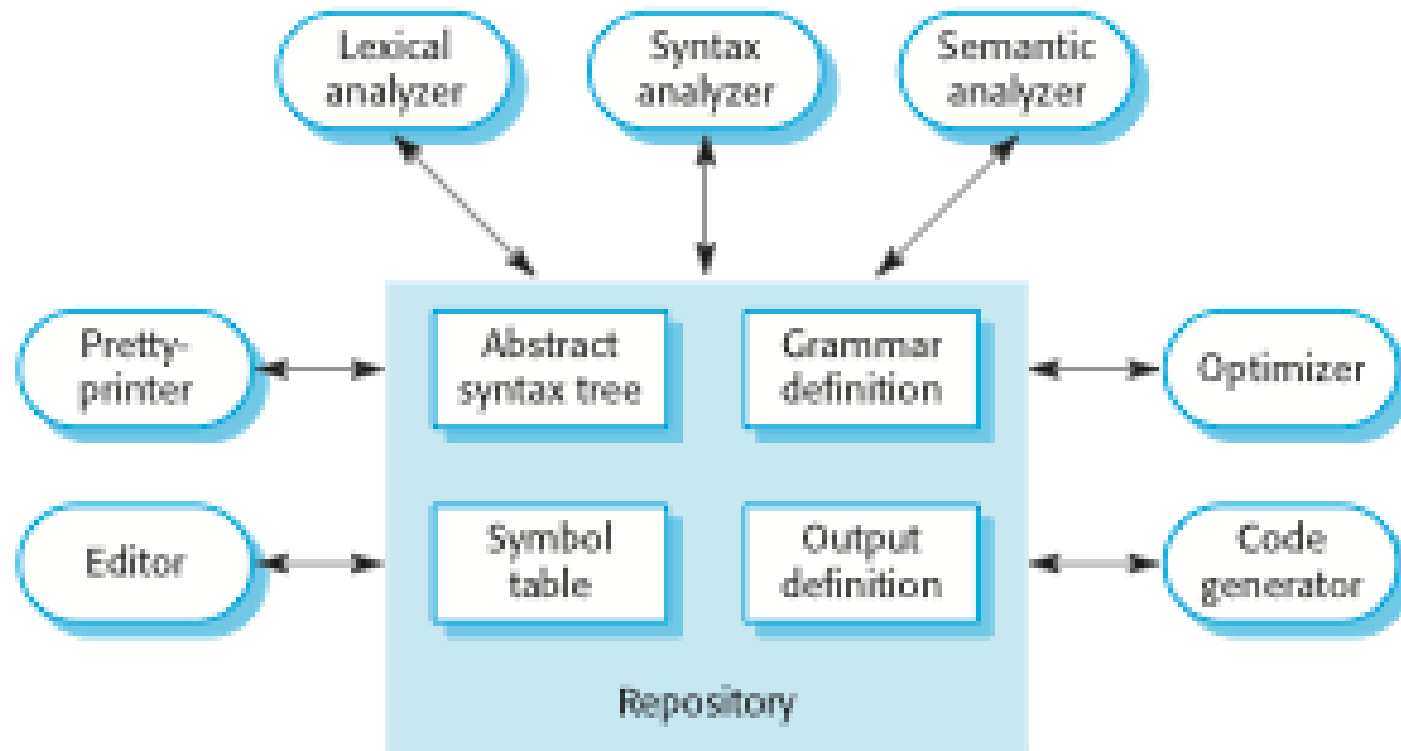 Lexical
analyzer
Syntax
analyzer
Semantic
analyzer
Pretty-
printer
Abstract
syntax tree
Grammar
definition
Optimizer
Editor
Symbol
table
Output
definition
Code
generator
Repository